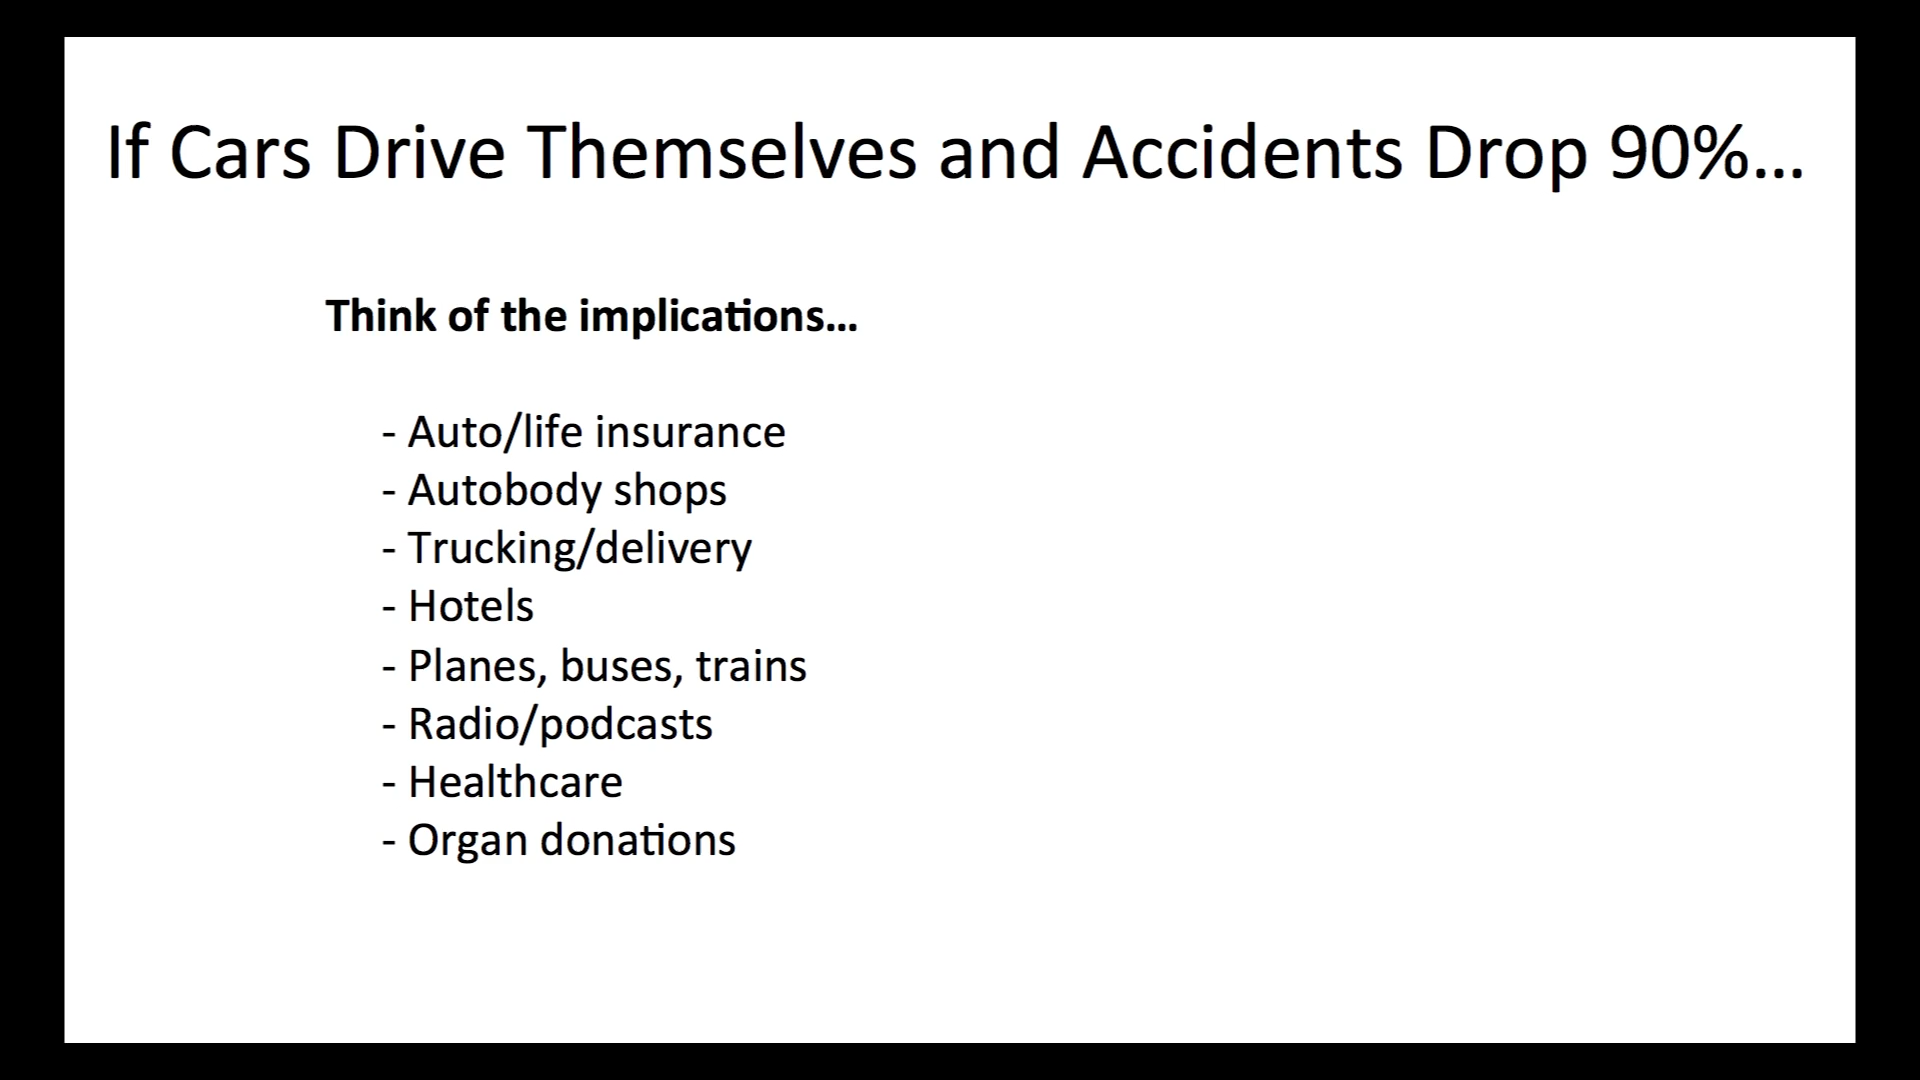 If Cars Drive Themselves and Accidents Drop 90%...
Think of the implications...
- Auto/life insurance
- Autobody shops
- Trucking/delivery
- Hotels
- Planes, buses, trains
- Radio/podcasts
- Healthcare
- Organ donations